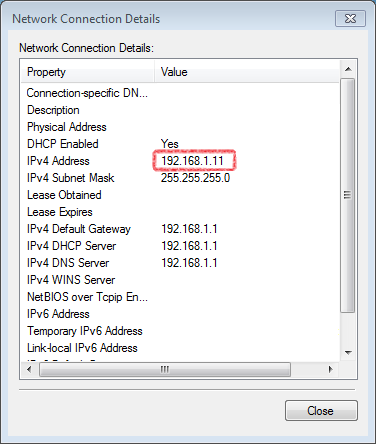 Network Connection Details
Network Connection Details:
Property Value
Connection-specific DN...
Description
Physical Address
DHCP Enabled Yes
IPv4 Address 192.168.1.11
IPv4 Subnet Mask 255.255.255.0
Lease Obtained
Lease Expires
IPv4 Default Gateway 192.168.1.1
IPv4 DHCP Server 192.168.1.1
IPv4 DNS Server 192.168.1.1
IPv4 WINS Server
NetBIOS over Tcpip En...
IPv6 Address
Temporary IPv6 Address
Link-local IPv6 Address
IPv6 Default Gateway
Close